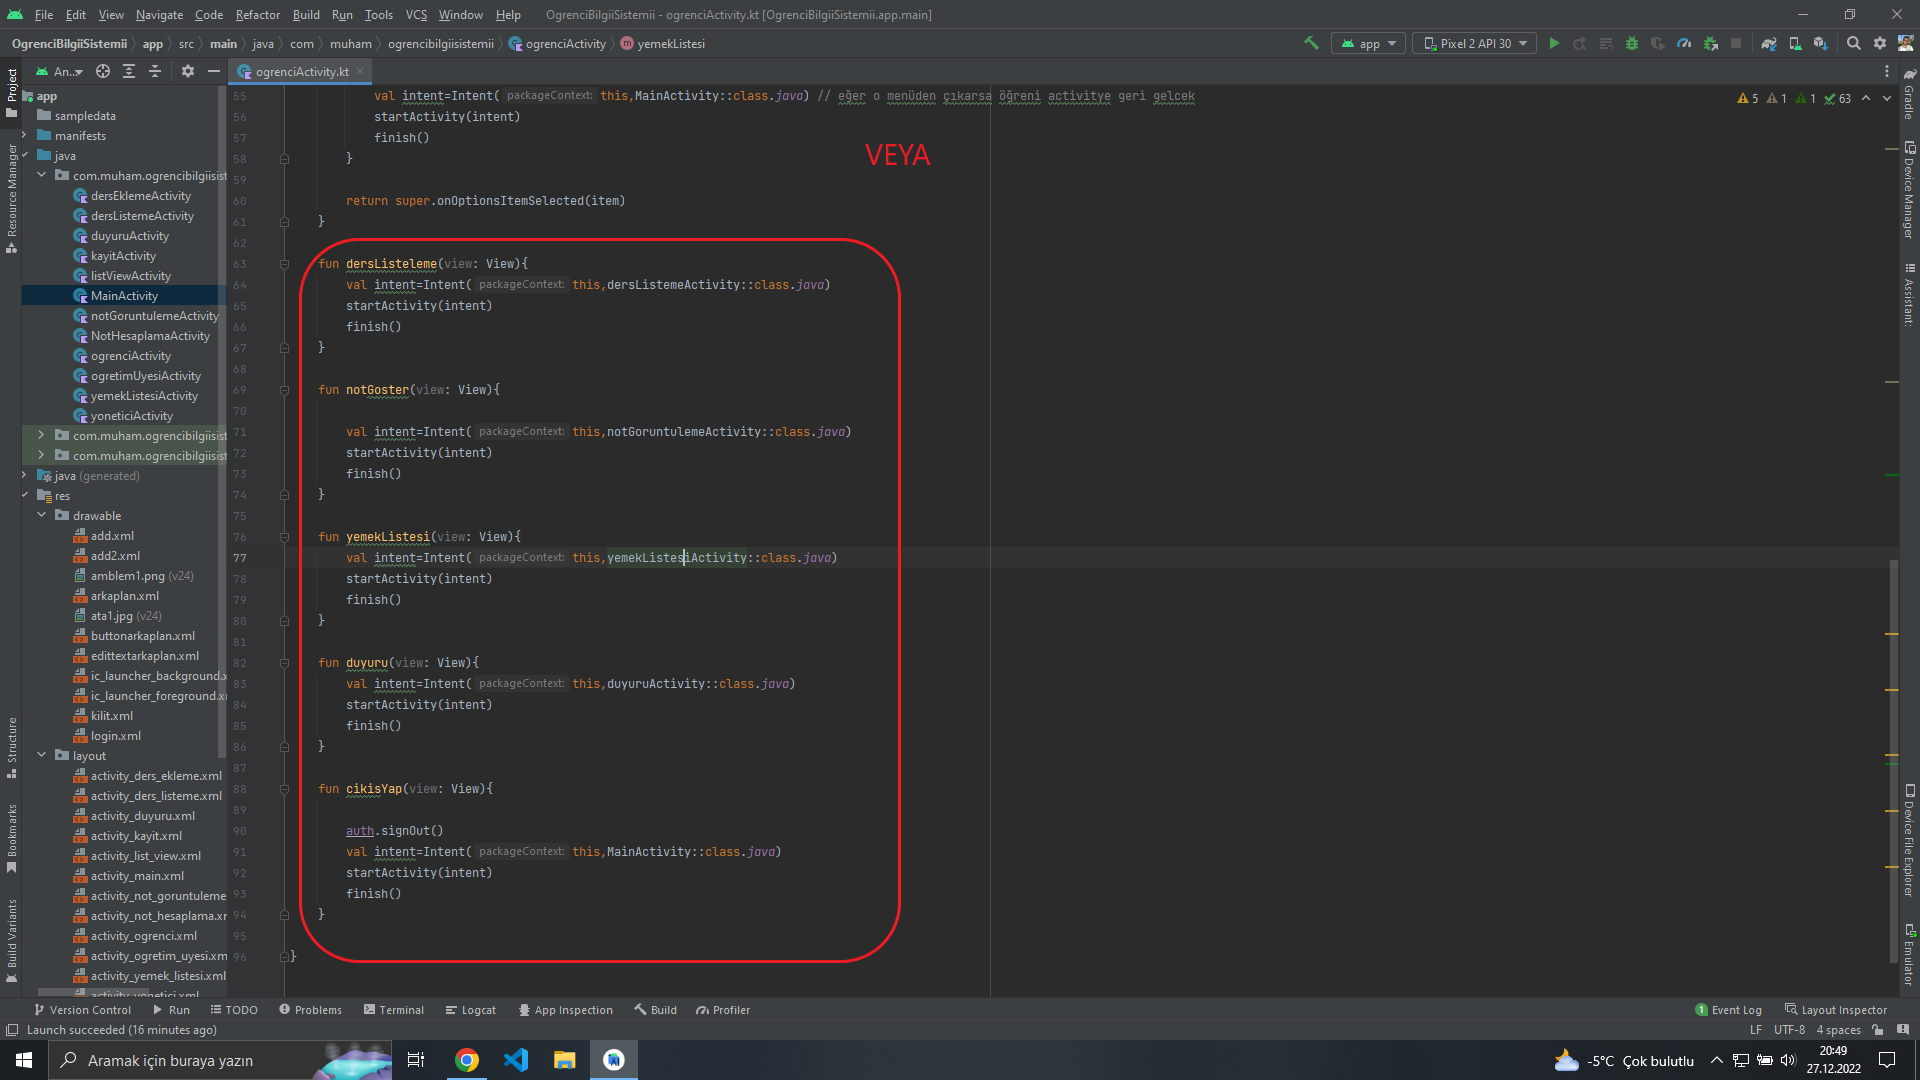 File Edit View Navigate Code Refactor Build Run Tools VCS Window Help OgrenciBilgiiSistemii - ogrenciActivity.kt [OgrenciBilgiiSistemii.app.main]
OgrenciBilgiiSistemii app src main java com muham ogrencibilgiisistemii ogrenciActivity yemekListesi app Pixel 2 API 30
An... ogrenciActivity.kt
Project
Resource Manager
Structure
Bookmarks
Build Variants
app
sampledata
manifests
java
com.muham.ogrencibilgiisist
dersEklemeActivity
dersListemeActivity
duyuruActivity
kayitActivity
listViewActivity
MainActivity
notGoruntulemeActivity
NotHesaplamaActivity
ogrenciActivity
ogretimUyesiActivity
yemekListesiActivity
yoneticiActivity
com.muham.ogrencibilgiisist
com.muham.ogrencibilgiisist
java (generated)
res
drawable
add.xml
add2.xml
amblem1.png (v24)
arkaplan.xml
ata1.jpg (v24)
buttonarkaplan.xml
edittextarkaplan.xml
ic_launcher_background.x
ic_launcher_foreground.x
kilit.xml
login.xml
layout
activity_ders_ekleme.xml
activity_ders_listeme.xml
activity_duyuru.xml
activity_kayit.xml
activity_list_view.xml
activity_main.xml
activity_not_goruntuleme
activity_not_hesaplama.xr
activity_ogrenci.xml
activity_ogretim_uyesi.xm
activity_yemek_listesi.xml
activity_yonetici.xml
55 val intent=Intent( packageContext: this,MainActivity::class.java) // eğer o menüden çıkarsa öğreni activitye geri gelcek
56 startActivity(intent)
57 finish()
58 }
VEYA
59
60 return super.onOptionsItemSelected(item)
61 }
62
63 fun dersListeleme(view: View){
64 val intent=Intent( packageContext: this,dersListemeActivity::class.java)
65 startActivity(intent)
66 finish()
67 }
68
69 fun notGoster(view: View){
70
71 val intent=Intent( packageContext: this,notGoruntulemeActivity::class.java)
72 startActivity(intent)
73 finish()
74 }
75
76 fun yemekListesi(view: View){
77 val intent=Intent( packageContext: this,yemekListesiActivity::class.java)
78 startActivity(intent)
79 finish()
80 }
81
82 fun duyuru(view: View){
83 val intent=Intent( packageContext: this,duyuruActivity::class.java)
84 startActivity(intent)
85 finish()
86 }
87
88 fun cikisYap(view: View){
89
90 auth.signOut()
91 val intent=Intent( packageContext: this,MainActivity::class.java)
92 startActivity(intent)
93 finish()
94 }
95
96 }
5 1 1 63
Gradle
Device Manager
Assistant:
Device File Explorer
Emulator
Version Control Run TODO Problems Terminal Logcat App Inspection Build Profiler 1 Event Log Layout Inspector
Launch succeeded (16 minutes ago) LF UTF-8 4 spaces
Aramak için buraya yazın -5°C Çok bulutlu 20:49
27.12.2022